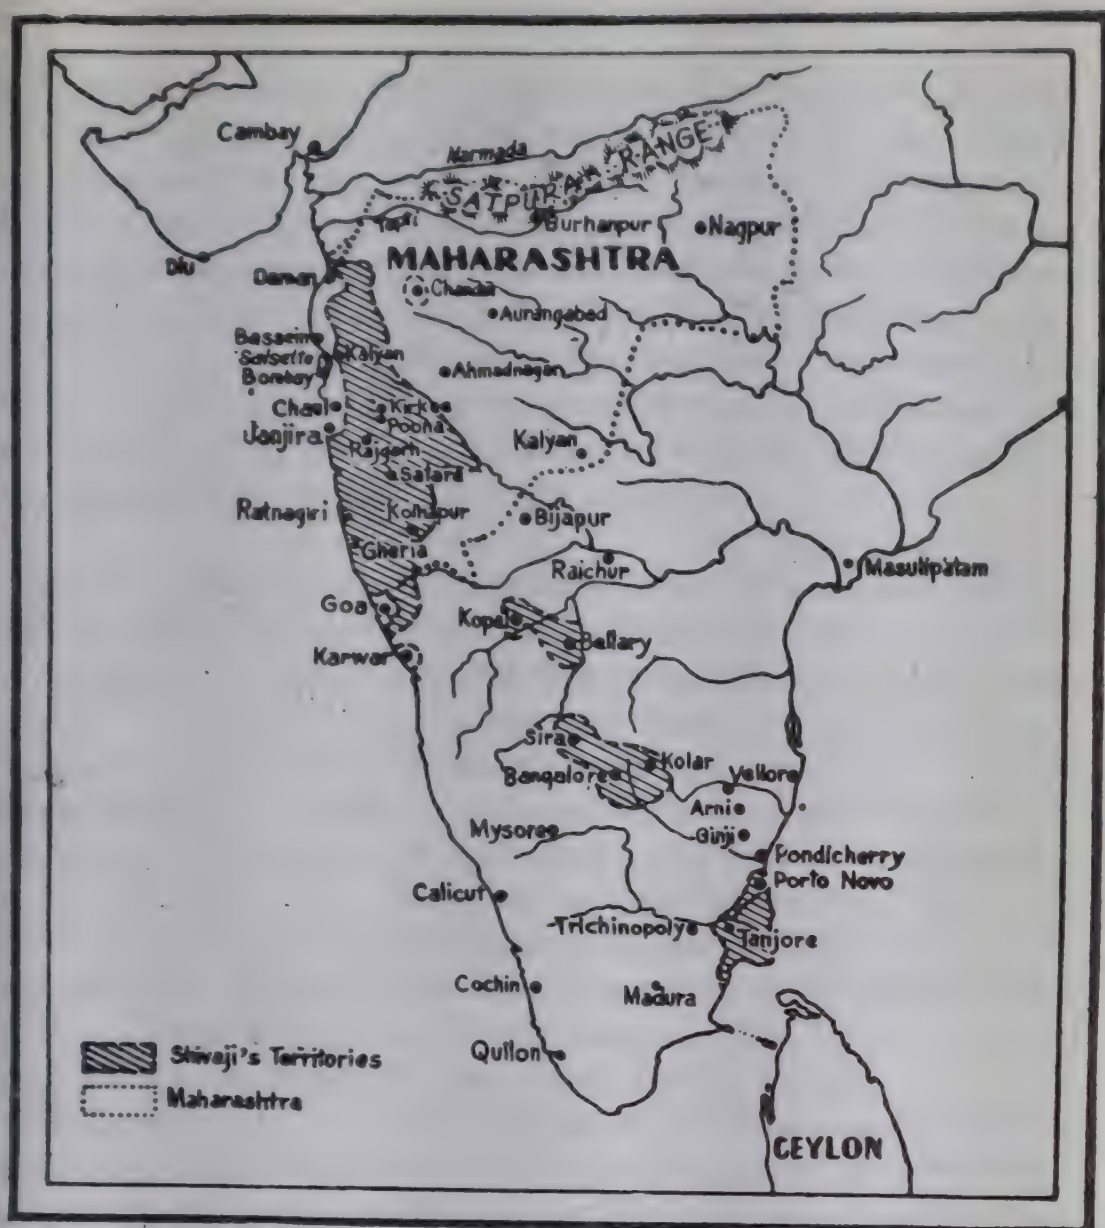 Cambay
Narmada
SATPURA RANGE
Tapti
Burhanpur
Nagpur
Diu
Daman
MAHARASHTRA
Aurangabad
Bassein
Salsette
Kalyan
Bombay
Ahmadnagar
Chaul
Kirkee
Poona
Janjira
Rajgarh
Kalyan
Satara
Ratnagiri
Kolhapur
Bijapur
Gheria
Raichur
Masulipatam
Goa
Kopal
Bellary
Karwar
Sira
Kolar
Bangalore
Vellore
Arni
Mysore
Ginji
Pondicherry
Porto Novo
Calicut
Trichinopoly
Tanjore
Cochin
Madura
Quilon
Shivaji's Territories
Maharashtra
CEYLON